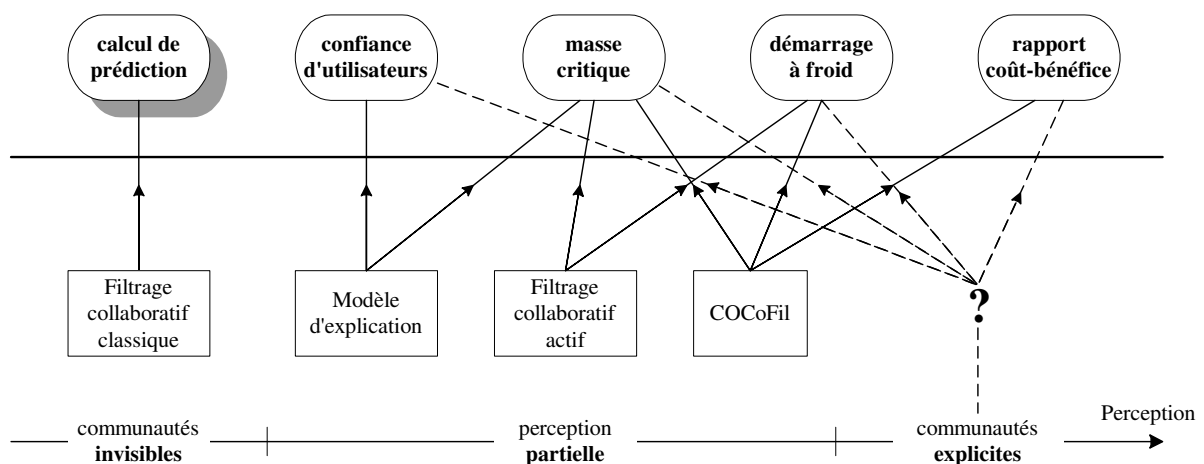 calcul de
prédiction
confiance
d'utilisateurs
masse
critique
démarrage
à froid
rapport
coût-bénéfice
Filtrage
collaboratif
classique
Modèle
d'explication
Filtrage
collaboratif
actif
COCoFil
?
Perception
communautés
invisibles
perception
partielle
communautés
explicites